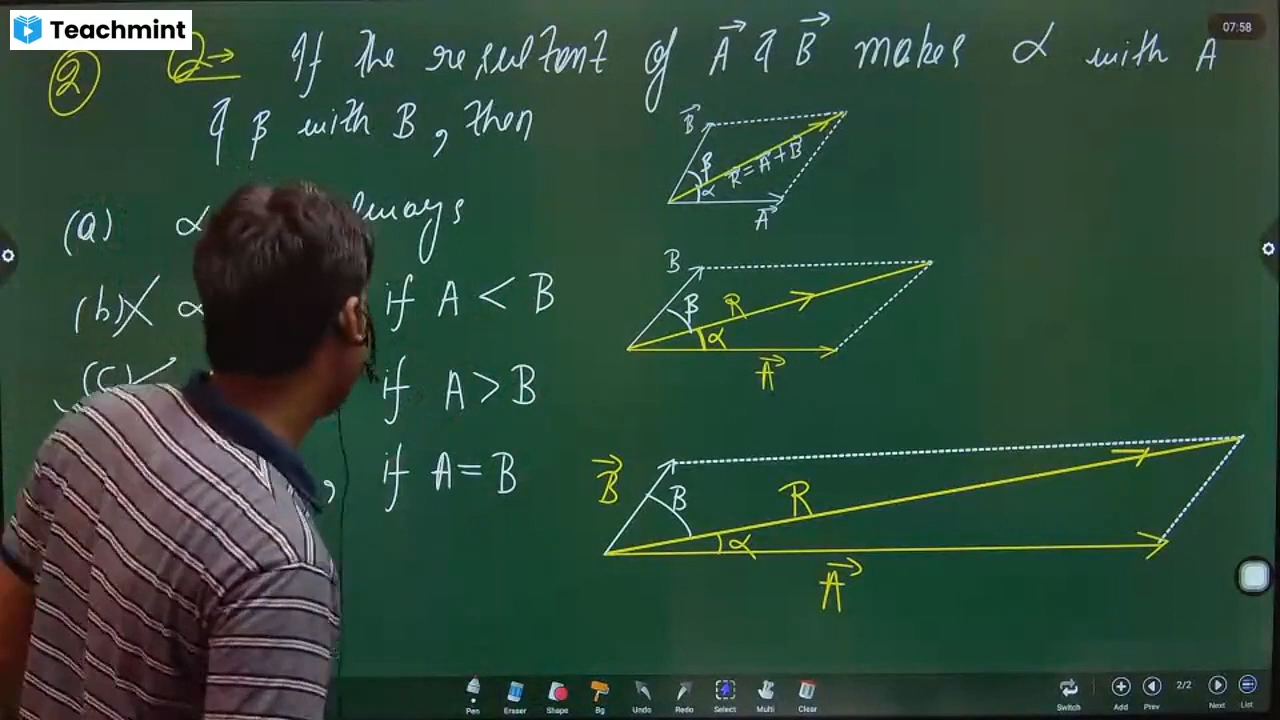 Teachmint
07:58
② Q→ If the resultant of A⃗ & B⃗ makes α with A
& β with B, then
(a) α
(b) α if A < B
(c) if A > B
, if A = B
B⃗
β
α
R⃗ = A⃗ + B⃗
A⃗
B
β
R
α
A⃗
B⃗
β
R
α
A⃗
Pen Eraser Shape Bg Undo Redo Select Multi Clear Switch Add Prev 2/2 Next List